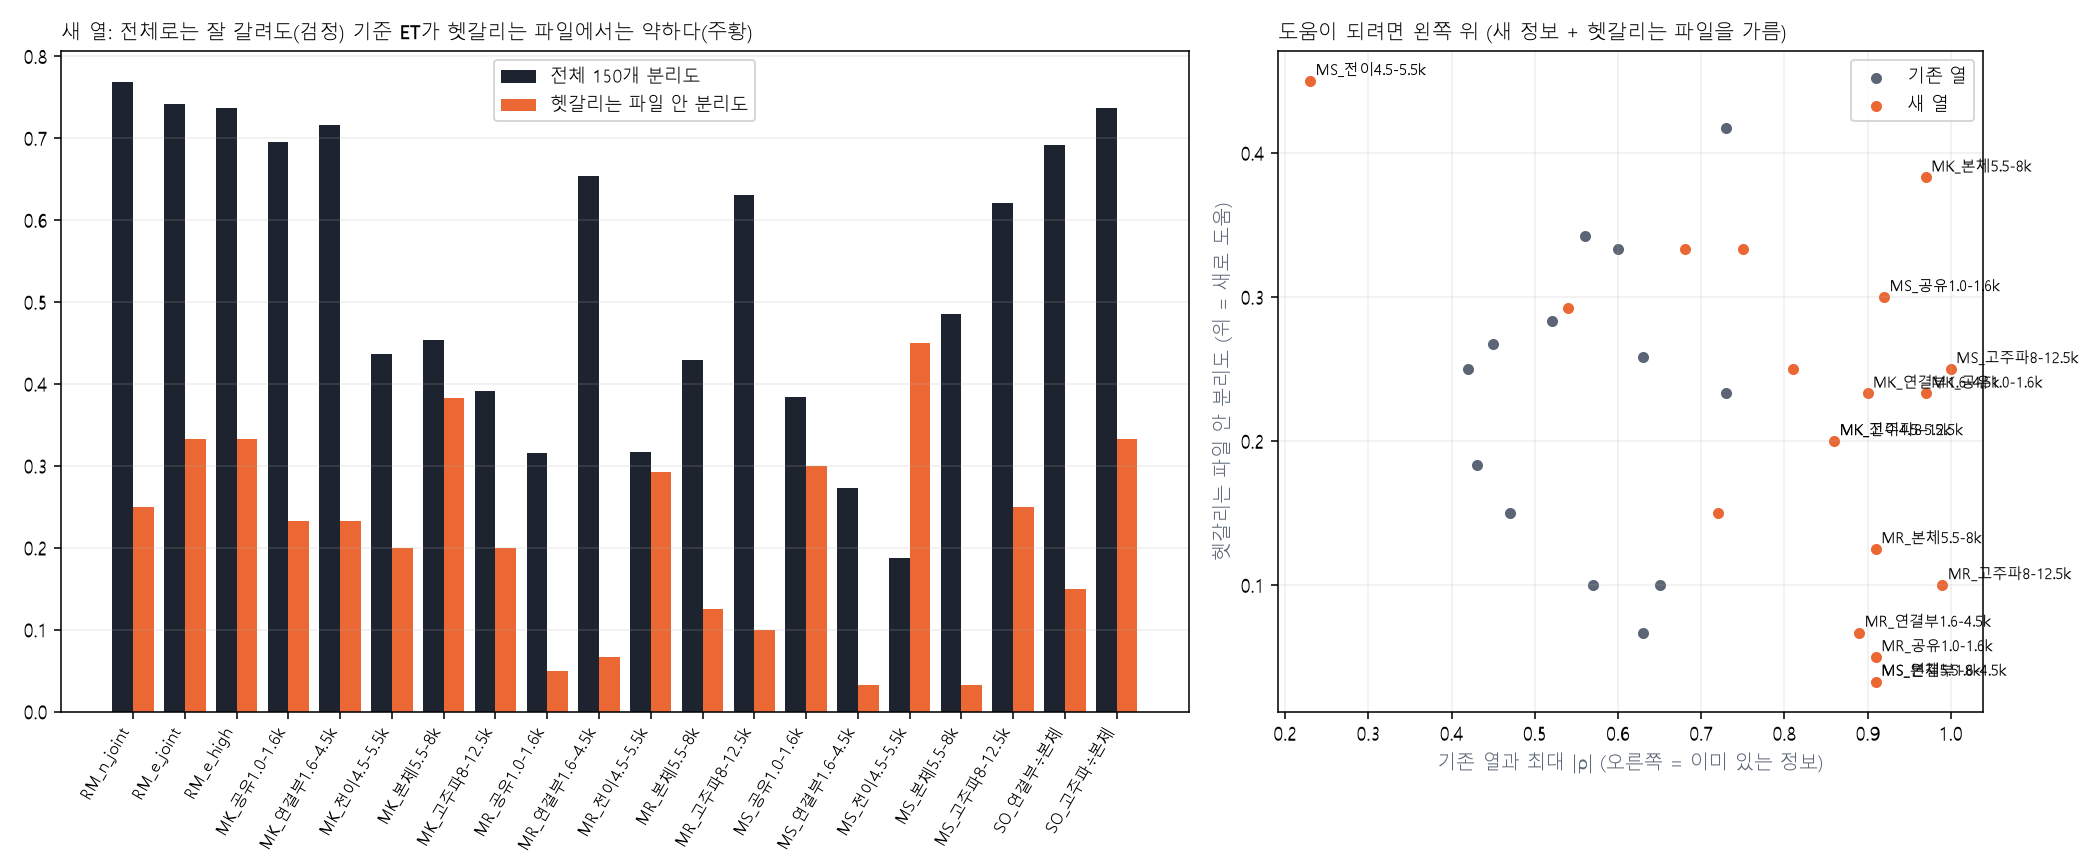 새 열: 전체로는 잘 갈려도(검정) 기준 ET가 헷갈리는 파일에서는 약하다(주황)
전체 150개 분리도
헷갈리는 파일 안 분리도
0.8
0.7
0.6
0.5
0.4
0.3
0.2
0.1
0.0
RM_n_joint
RM_e_joint
RM_e_high
MK_공유1.0-1.6k
MK_연결부1.6-4.5k
MK_전이4.5-5.5k
MK_본체5.5-8k
MK_고주파8-12.5k
MR_공유1.0-1.6k
MR_연결부1.6-4.5k
MR_전이4.5-5.5k
MR_본체5.5-8k
MR_고주파8-12.5k
MS_공유1.0-1.6k
MS_연결부1.6-4.5k
MS_전이4.5-5.5k
MS_본체5.5-8k
MS_고주파8-12.5k
SO_연결부÷본체
SO_고주파÷본체
도움이 되려면 왼쪽 위 (새 정보 + 헷갈리는 파일을 가름)
기존 열
새 열
헷갈리는 파일 안 분리도 (위 = 새로 도움)
0.4
0.3
0.2
0.1
MS_전이4.5-5.5k
MK_본체5.5-8k
MS_공유1.0-1.6k
MS_고주파8-12.5k
MR_본체5.5-8k
MR_고주파8-12.5k
MR_연결부1.6-4.5k
MR_공유1.0-1.6k
0.2
0.3
0.4
0.5
0.6
0.7
0.8
0.9
1.0
기존 열과 최대 |ρ| (오른쪽 = 이미 있는 정보)